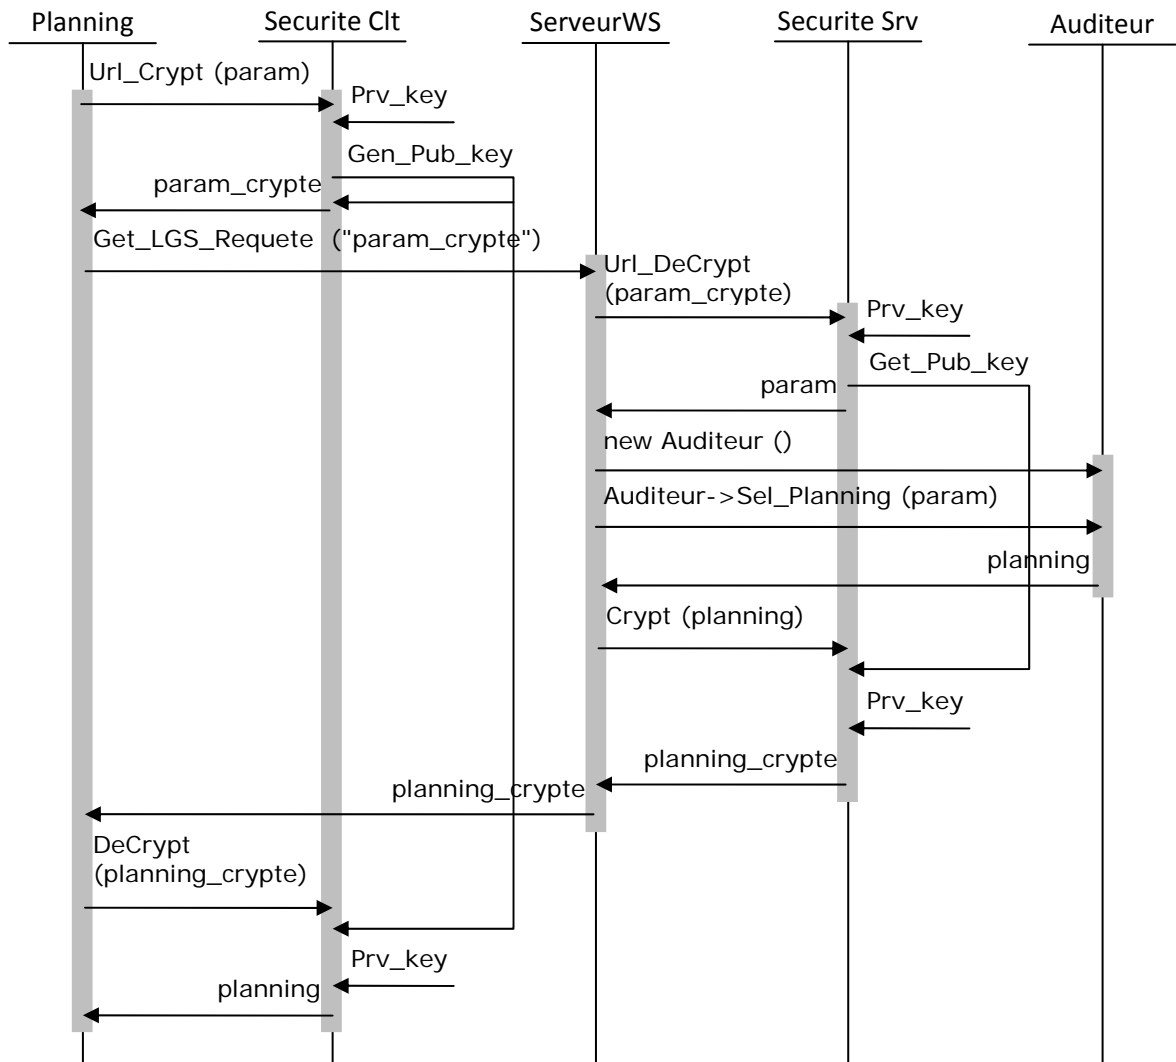 Planning
Securite Clt
ServeurWS
Securite Srv
Auditeur
Url_Crypt (param)
Prv_key
Gen_Pub_key
param_crypte
Get_LGS_Requete ("param_crypte")
Url_DeCrypt
(param_crypte)
Prv_key
Get_Pub_key
param
new Auditeur ()
Auditeur->Sel_Planning (param)
planning
Crypt (planning)
Prv_key
planning_crypte
planning_crypte
DeCrypt
(planning_crypte)
Prv_key
planning